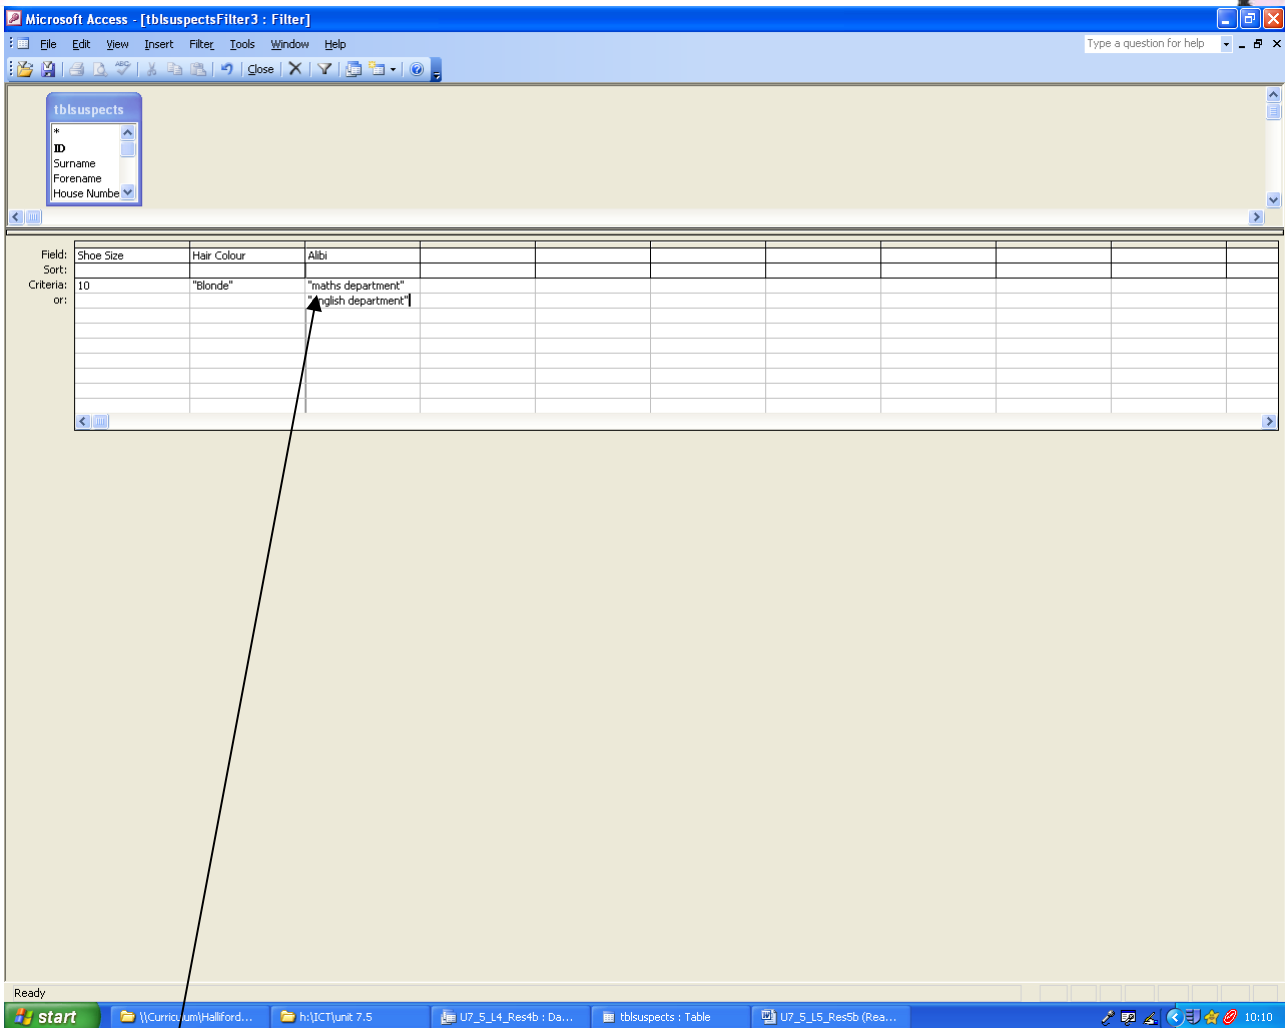 Microsoft Access - [tblsuspectsFilter3 : Filter]
File Edit View Insert Filter Tools Window Help
Type a question for help
Close
tblsuspects
*
ID
Surname
Forename
House Numbe
Field: Shoe Size Hair Colour Alibi
Sort:
Criteria: 10 "Blonde" "maths department"
or: "english department"
Ready
start \\Curriculum\Halliford... h:\ICT\unit 7.5 U7_5_L4_Res4b : Da... tblsuspects : Table U7_5_L5_Res5b (Rea... 10:10